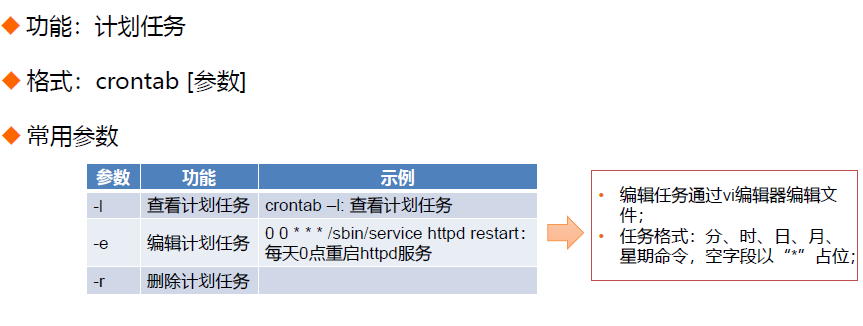 功能：计划任务
格式：crontab [参数]
常用参数
参数 功能 示例
-l 查看计划任务 crontab –l: 查看计划任务
-e 编辑计划任务 0 0 * * * /sbin/service httpd restart：
每天0点重启httpd服务
-r 删除计划任务
• 编辑任务通过vi编辑器编辑文
件；
• 任务格式：分、时、日、月、
星期命令，空字段以“*”占位；